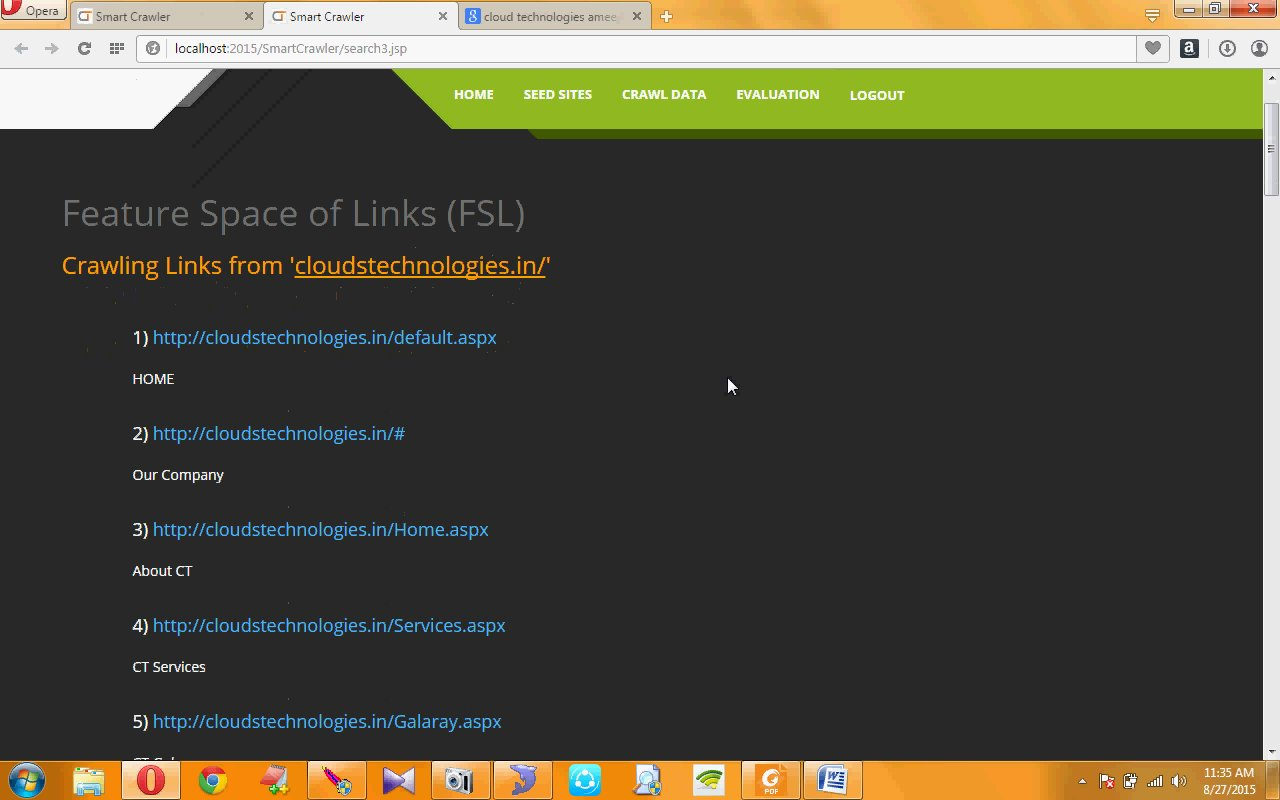 Opera
Smart Crawler
Smart Crawler
cloud technologies
localhost:2015/SmartCrawler/search3.jsp
HOME SEED SITES CRAWL DATA EVALUATION LOGOUT
Feature Space of Links (FSL)
Crawling Links from 'cloudstechnologies.in/'
1) http://cloudstechnologies.in/default.aspx
HOME
2) http://cloudstechnologies.in/#
Our Company
3) http://cloudstechnologies.in/Home.aspx
About CT
4) http://cloudstechnologies.in/Services.aspx
CT Services
5) http://cloudstechnologies.in/Galaray.aspx
11:35 AM
8/27/2015